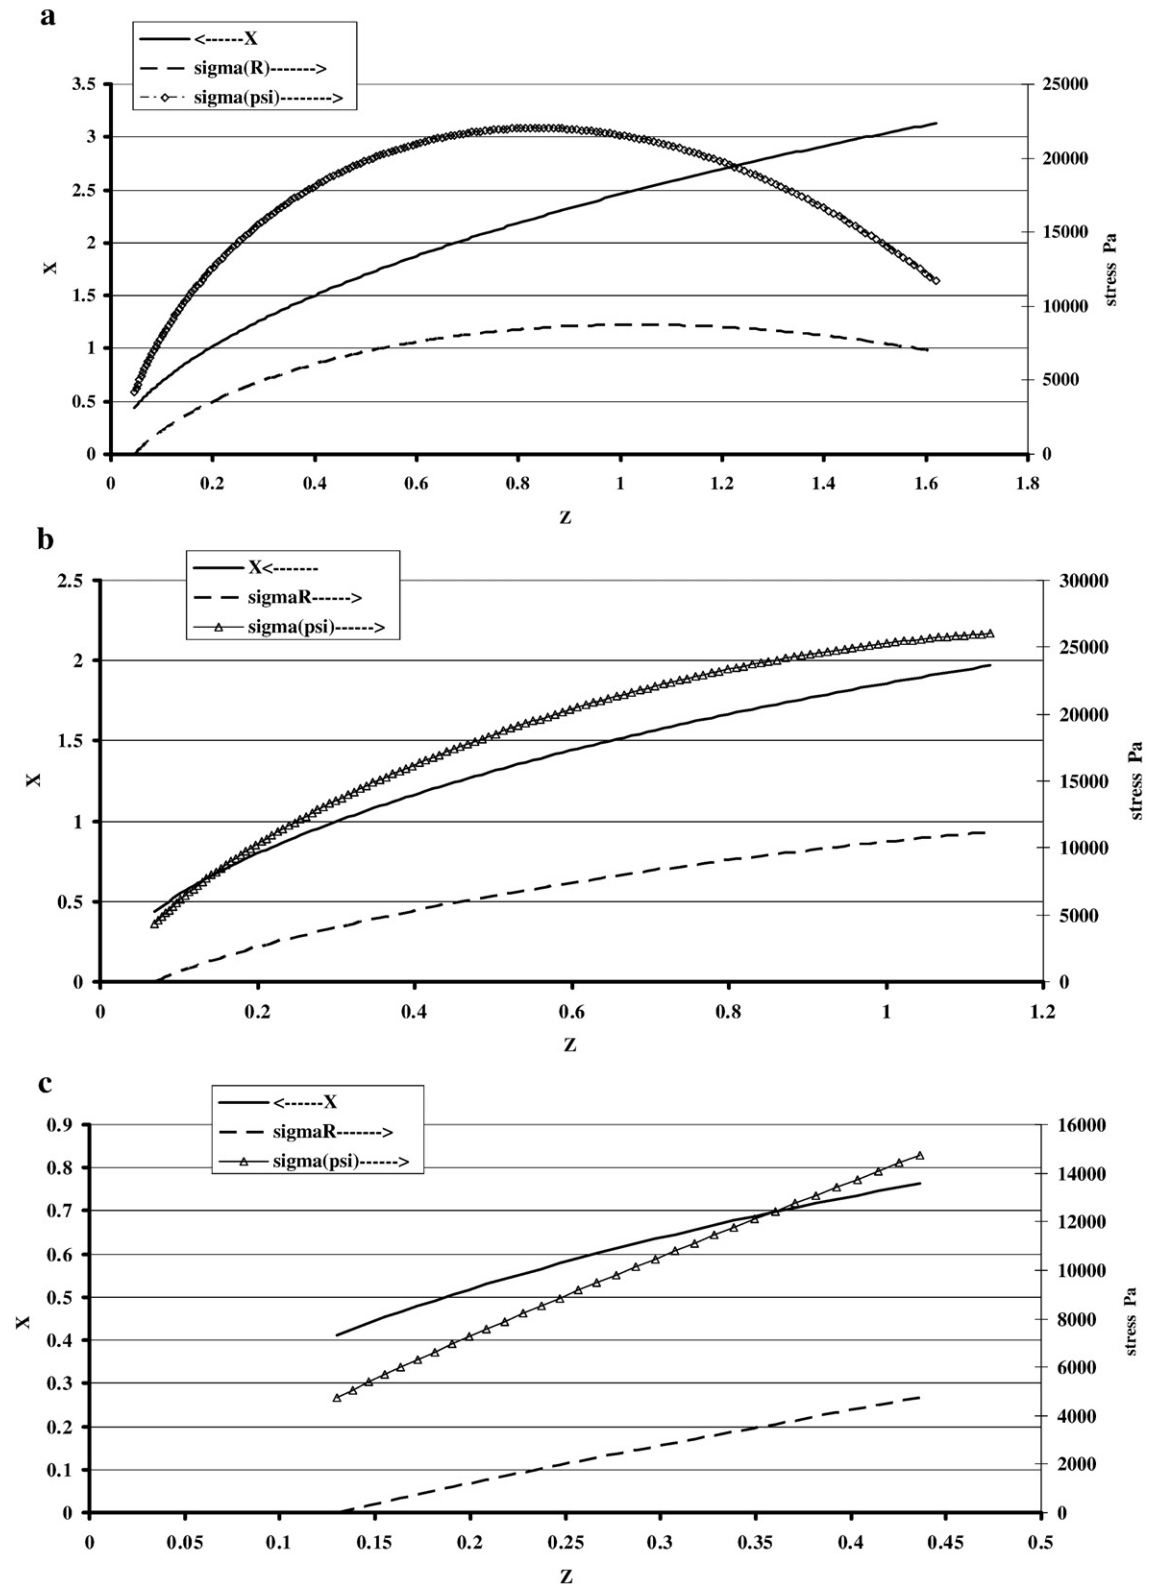 a
<------X
sigma(R)------->
sigma(psi)-------->
3.5
3
2.5
2
1.5
1
0.5
0
X
25000
20000
15000
10000
5000
0
stress Pa
0 0.2 0.4 0.6 0.8 1 1.2 1.4 1.6 1.8
Z
b
X<-------
sigmaR------>
sigma(psi)------>
2.5
2
1.5
1
0.5
0
X
30000
25000
20000
15000
10000
5000
0
stress Pa
0 0.2 0.4 0.6 0.8 1 1.2
Z
c
<------X
sigmaR------->
sigma(psi)------>
0.9
0.8
0.7
0.6
0.5
0.4
0.3
0.2
0.1
0
X
16000
14000
12000
10000
8000
6000
4000
2000
0
stress Pa
0 0.05 0.1 0.15 0.2 0.25 0.3 0.35 0.4 0.45 0.5
Z